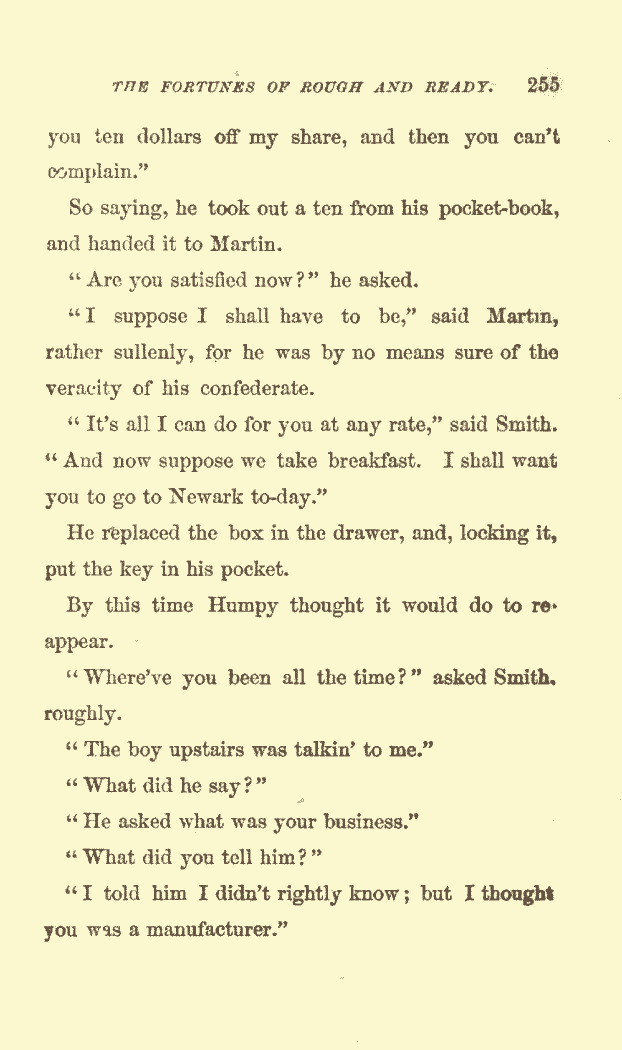 THE FORTUNES OF ROUGH AND READY. 255
you ten dollars off my share, and then you can't
complain."
So saying, he took out a ten from his pocket-book,
and handed it to Martin.
"Are you satisfied now?" he asked.
"I suppose I shall have to be," said Martin,
rather sullenly, for he was by no means sure of the
veracity of his confederate.
"It's all I can do for you at any rate," said Smith.
"And now suppose we take breakfast. I shall want
you to go to Newark to-day."
He replaced the box in the drawer, and, locking it,
put the key in his pocket.
By this time Humpy thought it would do to re-
appear.
"Where've you been all the time?" asked Smith,
roughly.
"The boy upstairs was talkin' to me."
"What did he say?"
"He asked what was your business."
"What did you tell him?"
"I told him I didn't rightly know; but I thought
you was a manufacturer."